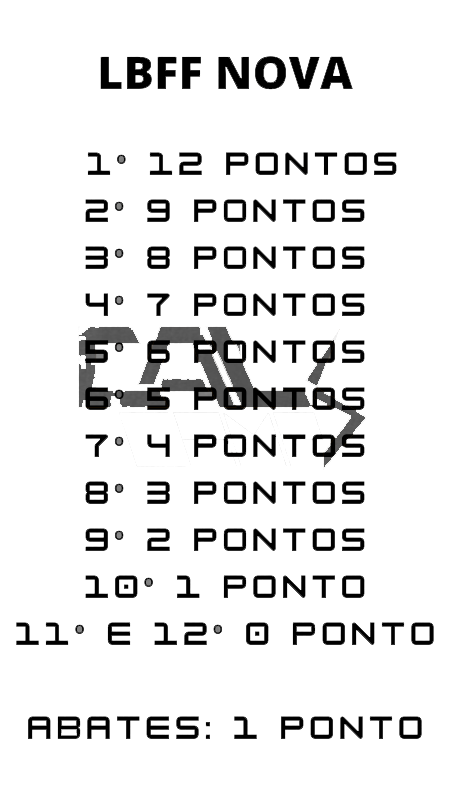 LBFF NOVA
1° 12 PONTOS
2° 9 PONTOS
3° 8 PONTOS
4° 7 PONTOS
5° 6 PONTOS
6° 5 PONTOS
7° 4 PONTOS
8° 3 PONTOS
9° 2 PONTOS
10° 1 PONTO
11° E 12° 0 PONTO
ABATES: 1 PONTO